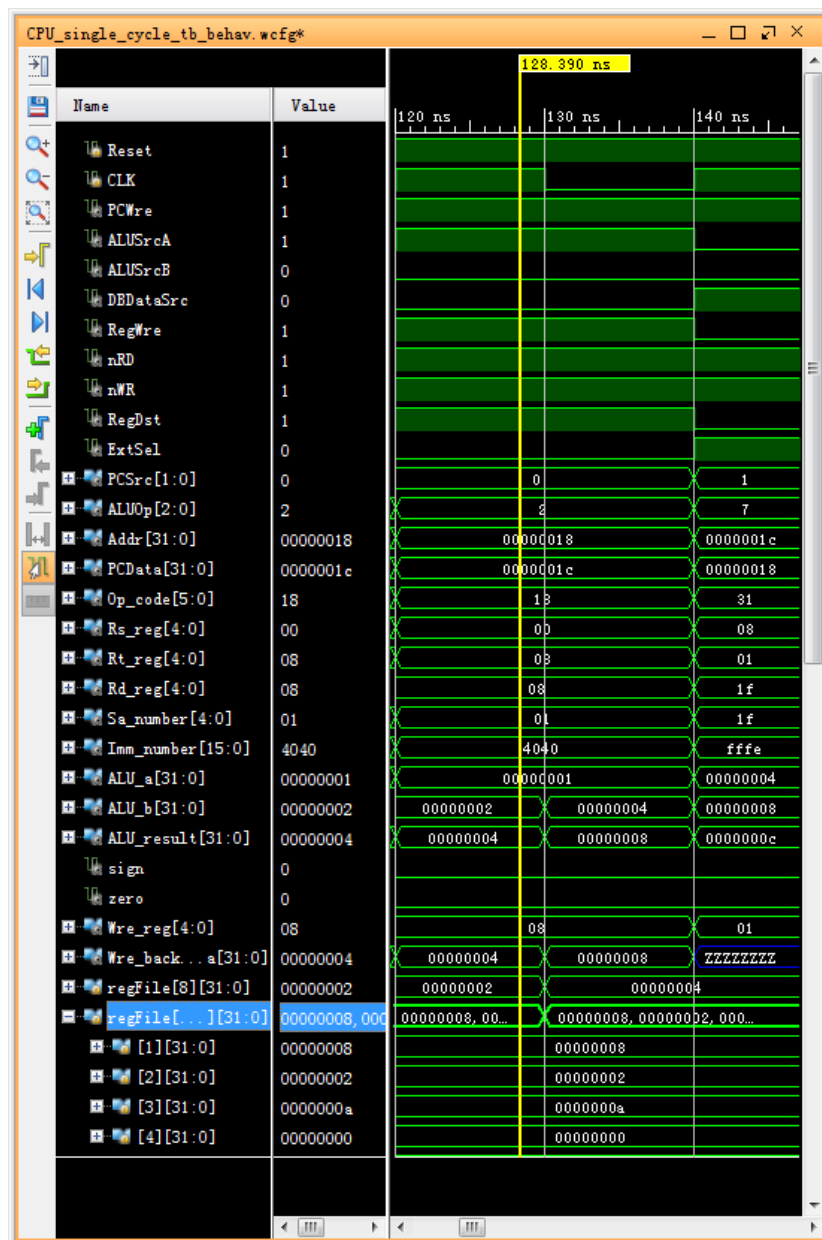 CPU_single_cycle_tb_behav.wcfg*
128.390 ns
Name Value
120 ns 130 ns 140 ns
Reset 1
CLK 1
PCWre 1
ALUSrcA 1
ALUSrcB 0
DBDataSrc 0
RegWre 1
nRD 1
nWR 1
RegDst 1
ExtSel 0
PCSrc[1:0] 0 0 1
ALUOp[2:0] 2 2 7
Addr[31:0] 00000018 00000018 0000001c
PCData[31:0] 0000001c 0000001c 00000018
Op_code[5:0] 18 18 31
Rs_reg[4:0] 00 00 08
Rt_reg[4:0] 08 08 01
Rd_reg[4:0] 08 08 1f
Sa_number[4:0] 01 01 1f
Imm_number[15:0] 4040 4040 fffe
ALU_a[31:0] 00000001 00000001 00000004
ALU_b[31:0] 00000002 00000002 00000004 00000008
ALU_result[31:0] 00000004 00000004 00000008 0000000c
sign 0
zero 0
Wre_reg[4:0] 08 08 01
Wre_back...a[31:0] 00000004 00000004 00000008 ZZZZZZZZ
regFile[8][31:0] 00000002 00000002 00000004
regFile[...][31:0] 00000008,000 00000008,00... 00000008,00000002,000...
[1][31:0] 00000008 00000008
[2][31:0] 00000002 00000002
[3][31:0] 0000000a 0000000a
[4][31:0] 00000000 00000000